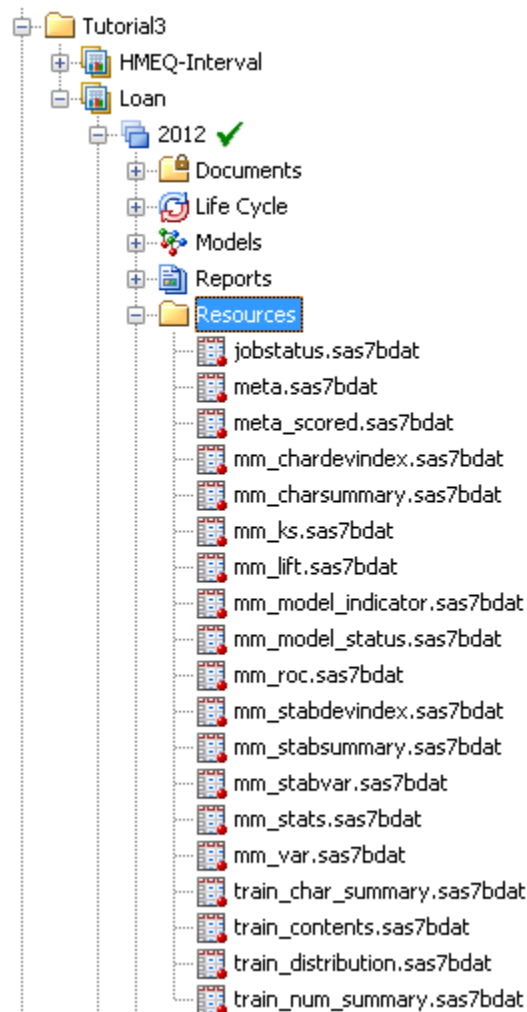 Tutorial3
HMEQ-Interval
Loan
2012
Documents
Life Cycle
Models
Reports
Resources
jobstatus.sas7bdat
meta.sas7bdat
meta_scored.sas7bdat
mm_chardevindex.sas7bdat
mm_charsummary.sas7bdat
mm_ks.sas7bdat
mm_lift.sas7bdat
mm_model_indicator.sas7bdat
mm_model_status.sas7bdat
mm_roc.sas7bdat
mm_stabdevindex.sas7bdat
mm_stabsummary.sas7bdat
mm_stabvar.sas7bdat
mm_stats.sas7bdat
mm_var.sas7bdat
train_char_summary.sas7bdat
train_contents.sas7bdat
train_distribution.sas7bdat
train_num_summary.sas7bdat